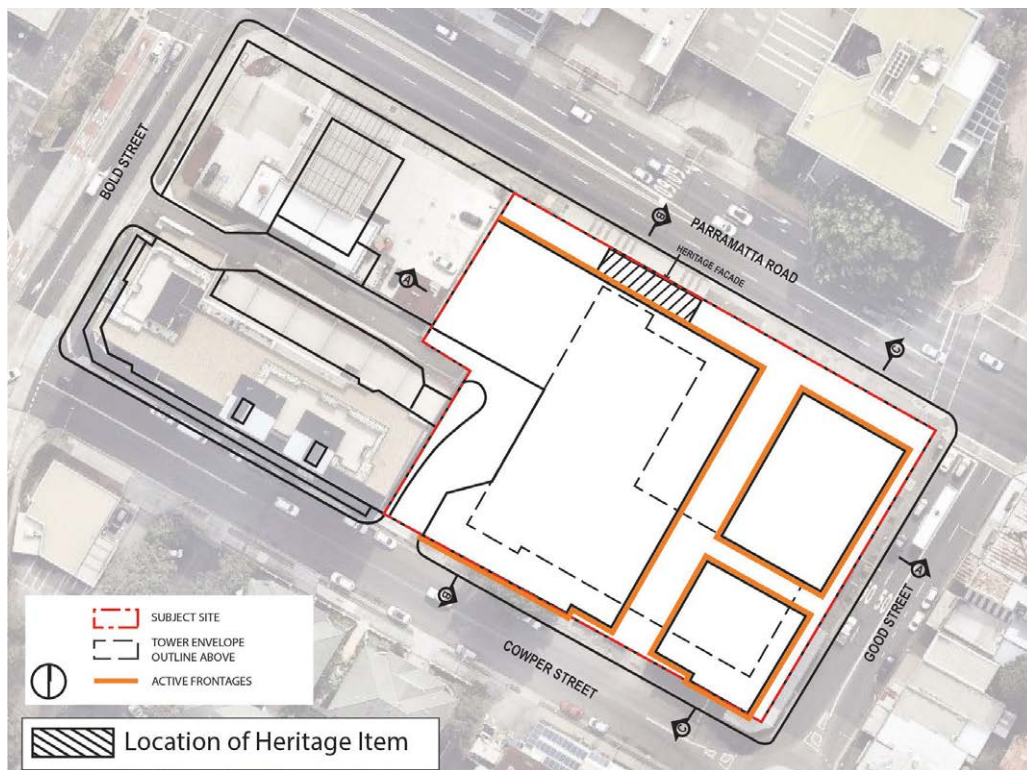 BOLD STREET
PARRAMATTA ROAD
HERITAGE FACADE
B
A
C
A
B
C
GOOD STREET
COWPER STREET
SUBJECT SITE
TOWER ENVELOPE
OUTLINE ABOVE
ACTIVE FRONTAGES
Location of Heritage Item